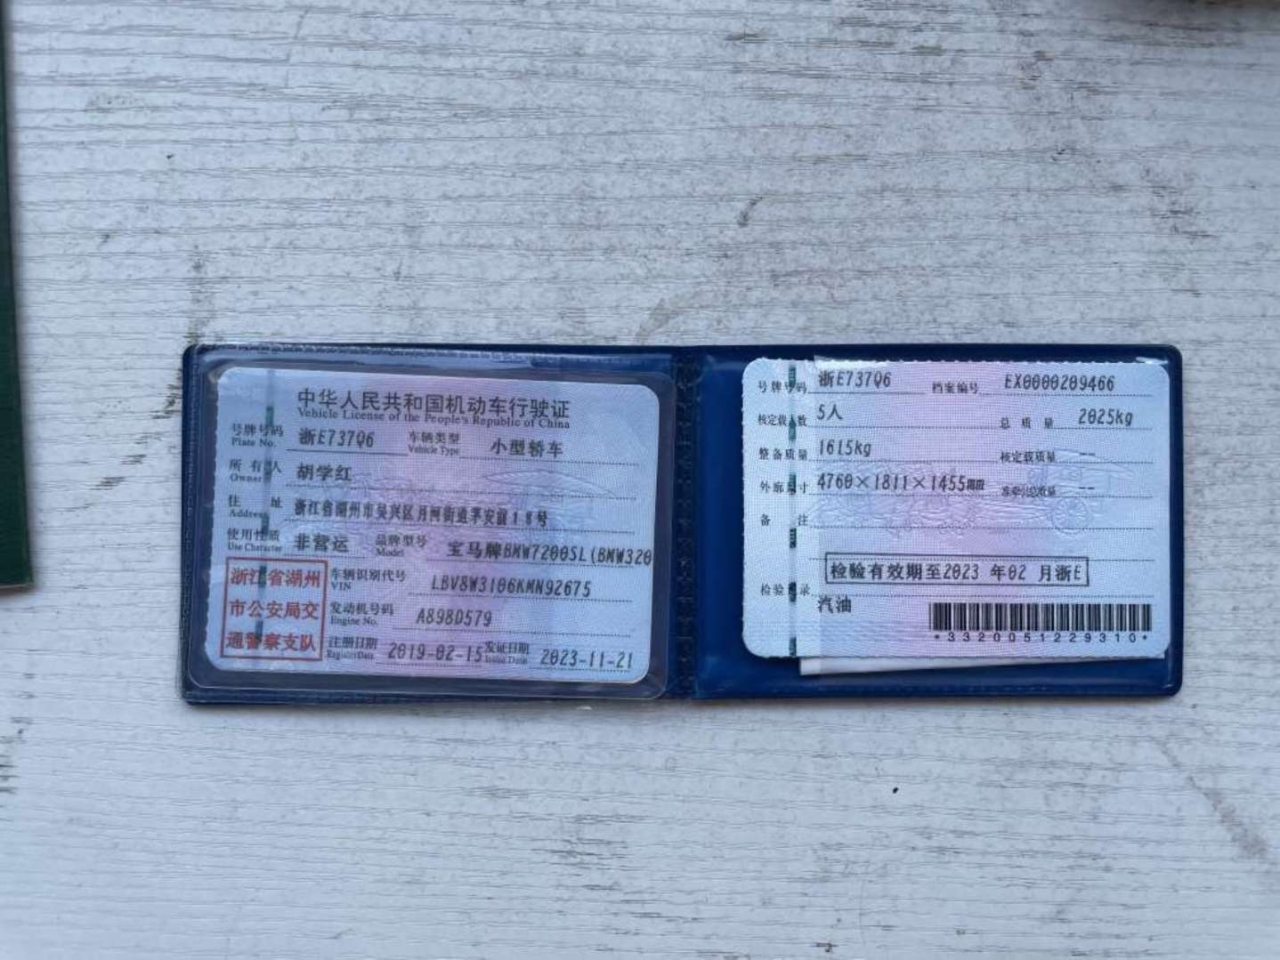 中华人民共和国机动车行驶证
Vehicle License of the People's Republic of China
号牌号码 浙E737Q6 车辆类型 小型轿车
Plate No. Vehicle Type
所有人 胡学红
Owner
住址 浙江省湖州市吴兴区月河街道
Address
使用性质 非营运 品牌型号 宝马牌BMW7200SL(BMW320
Use Character Model
浙江省湖州
市公安局交
通警察支队
车辆识别代号 LBV8W3106KMN92675
VIN
发动机号码 A898D579
Engine No.
注册日期 2019-02-15 发证日期 2023-11-21
Register Date Issue Date
号牌号码 浙E737Q6 档案编号 EX0000209466
核定载人数 5人 总质量 2025kg
整备质量 1615kg 核定载质量 --
外廓尺寸 4760×1811×1455 准牵引总质量 --
备注
检验有效期至2023 年02 月浙E
检验记录
汽油
*3320051229310*